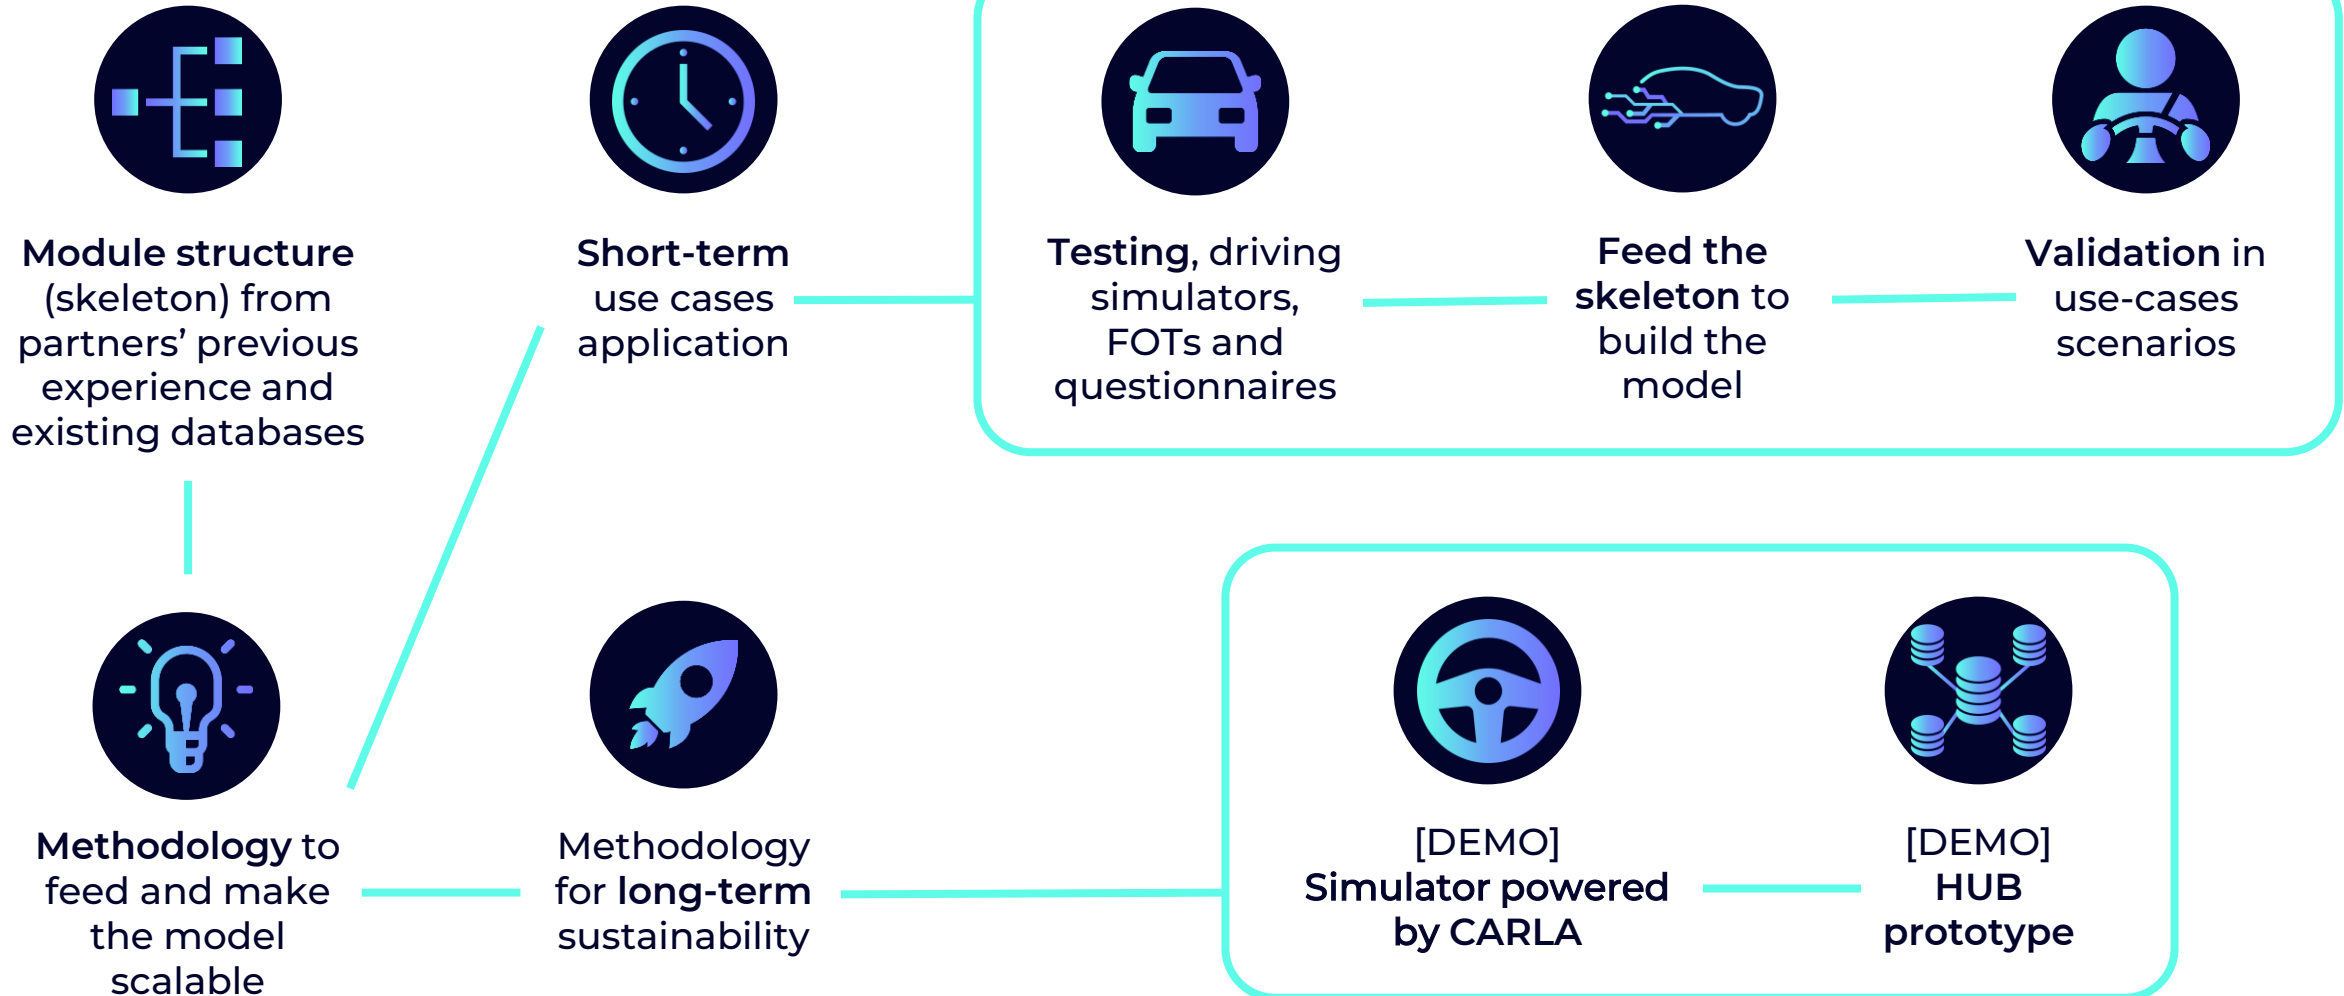 Module structure
(skeleton) from
partners’ previous
experience and
existing databases
Short-term
use cases
application
Testing, driving
simulators,
FOTs and
questionnaires
Feed the
skeleton to
build the
model
Validation in
use-cases
scenarios
Methodology to
feed and make
the model
scalable
Methodology
for long-term
sustainability
[DEMO]
Simulator powered
by CARLA
[DEMO]
HUB
prototype